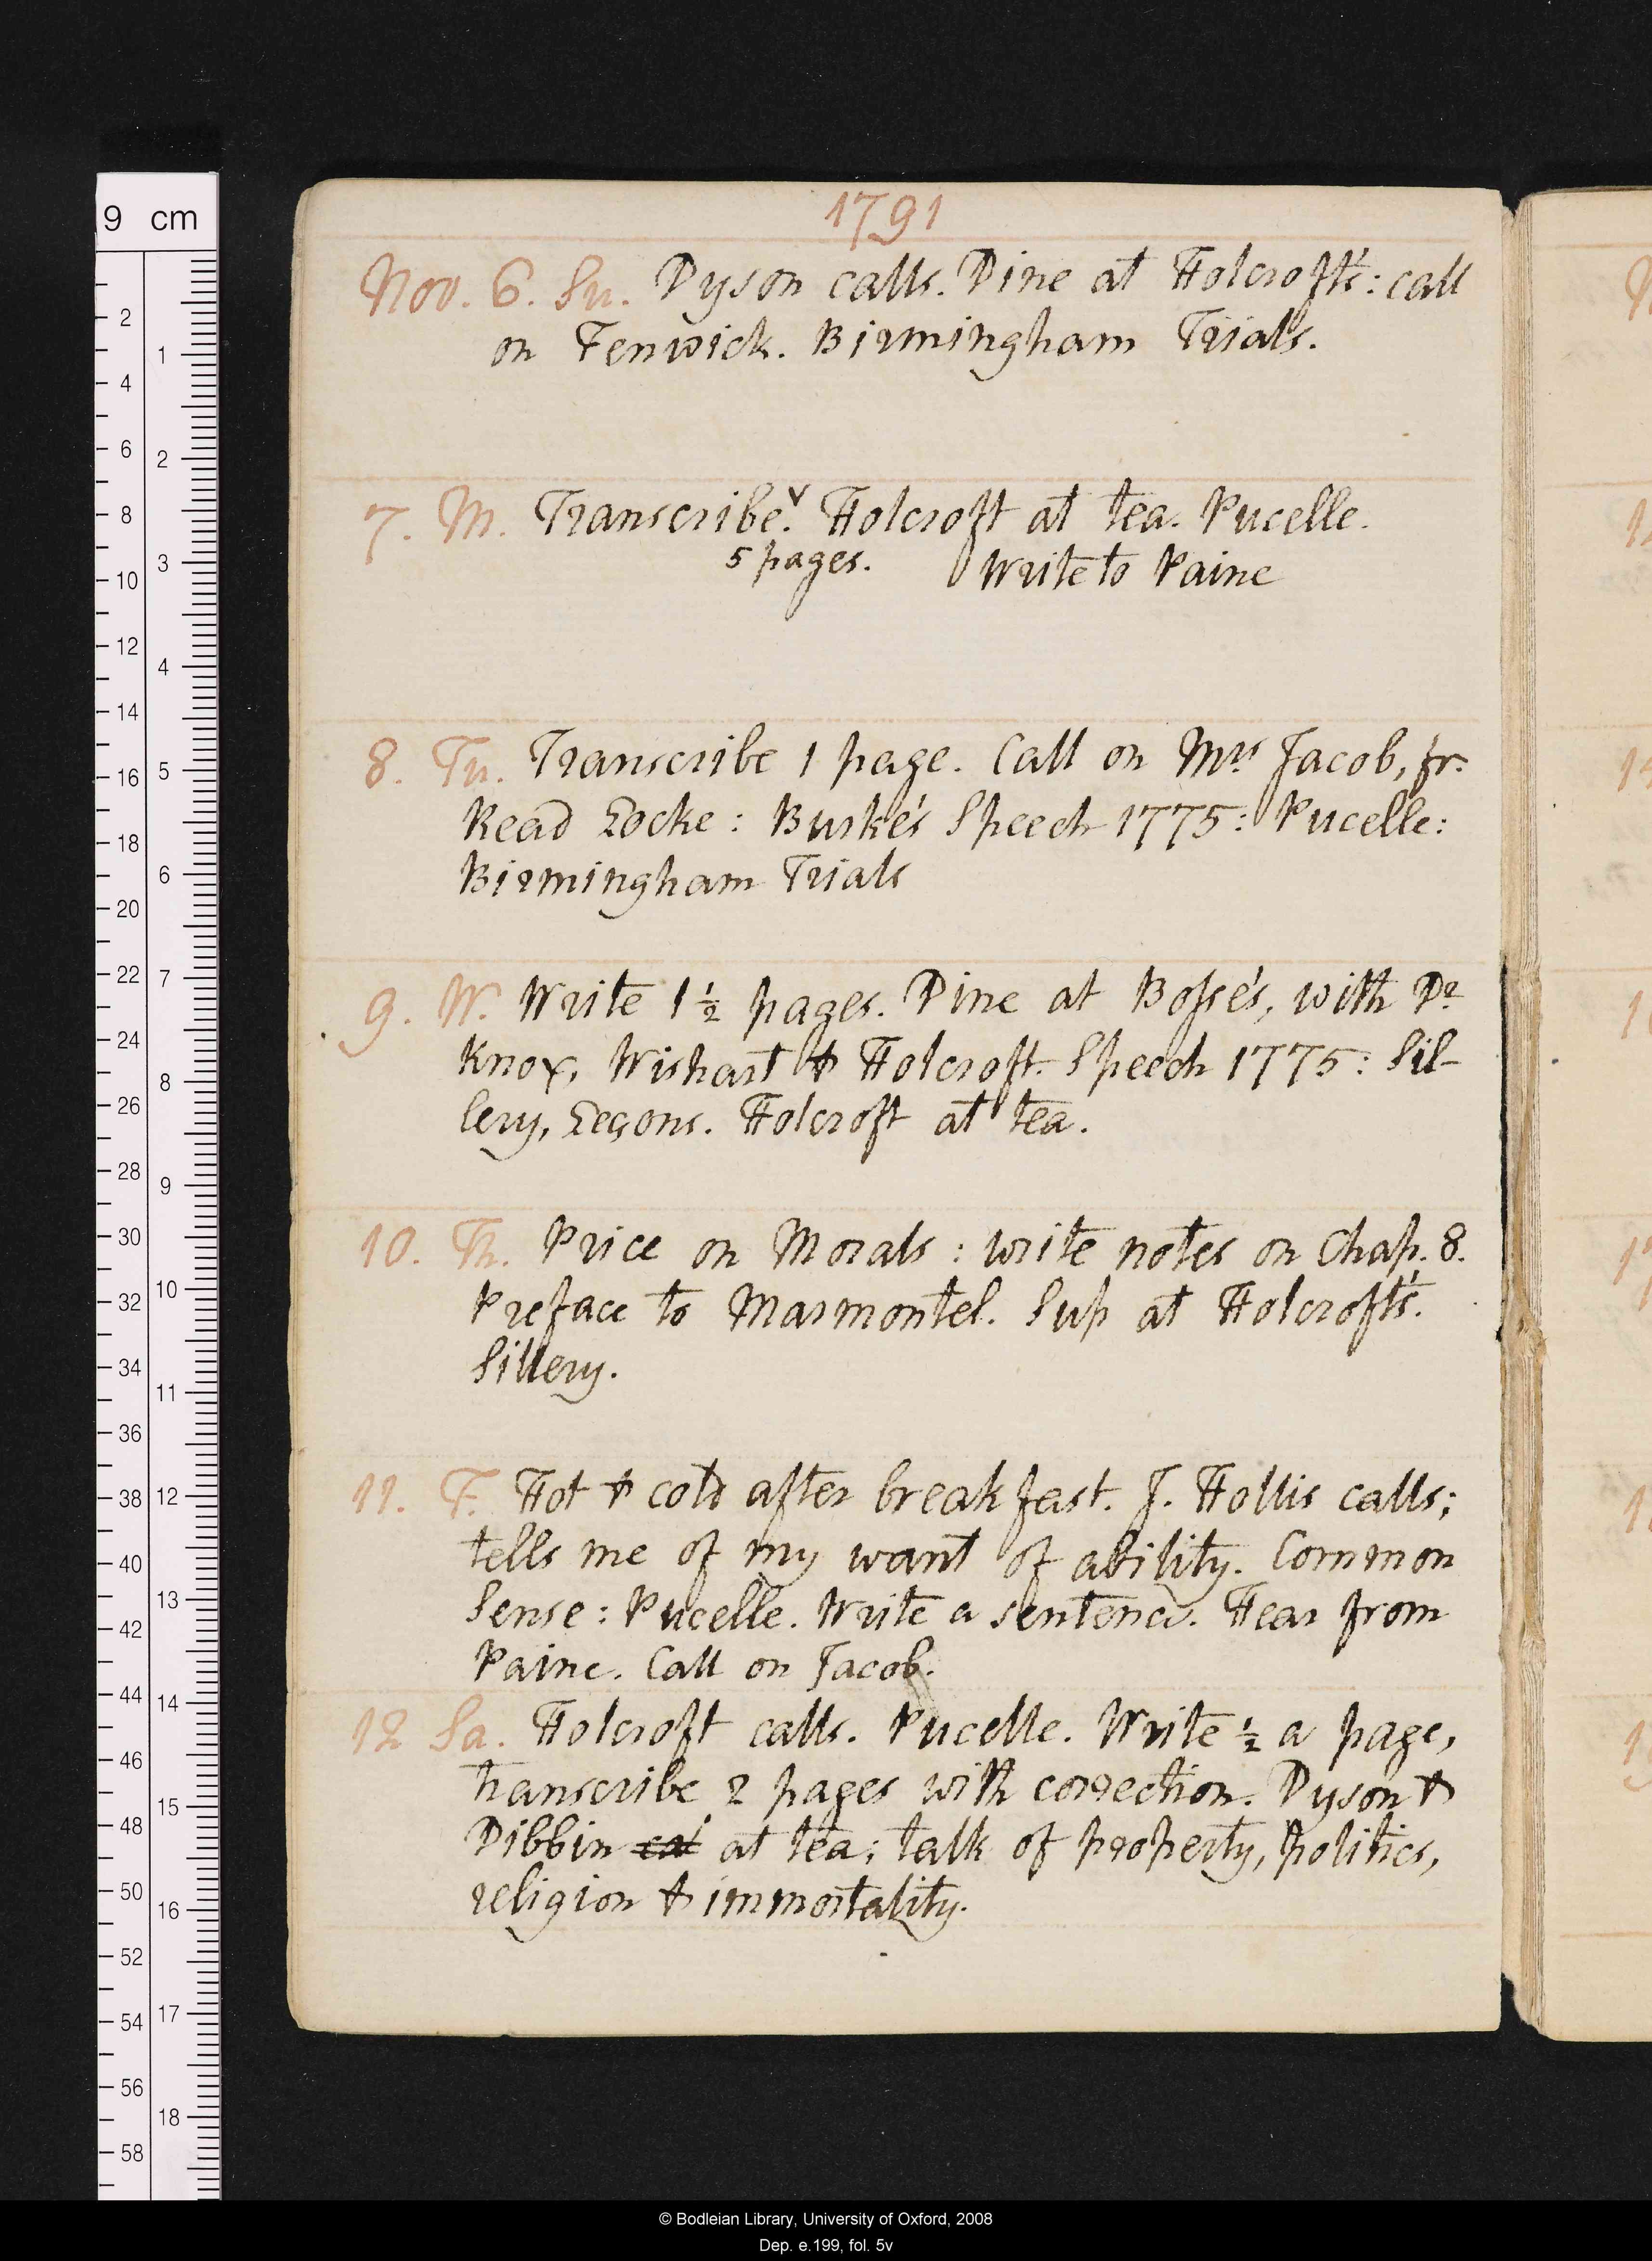 1791
Nov. 6. Su. Dyson calls. Dine at Holcroft's: call
on Fenwick. Birmingham Trials.
7. M. Transcribe ̬. Holcroft at tea. Pucelle.
5 pages. Write to Paine
8. Tu. Transcribe 1 page. Call on Mrs Jacob, jr.
Read Locke: Burke's Speech 1775: Pucelle:
Birmingham Trials
9. W. Write 1½ pages. Dine at Bosse's, with Dr
Knox, Wishart & Holcroft. Speech 1775: Sil-
lery, Leçons. Holcroft at tea.
10. Th. Price on Morals: write notes on Chap. 8.
Preface to Marmontel. Sup at Holcroft's.
Sillery.
11. F. Hot & cold after breakfast. J. Hollis calls;
tells me of my want of ability. Common
Sense: Pucelle. Write a sentence. Hear from
Paine. Call on Jacob.
12 Sa. Holcroft calls. Pucelle. Write ½ a page,
transcribe 2 pages with correction. Dyson &
Dibbin cal at tea; talk of property, politics,
religion & immortality.
9 cm
2
4
6
8
10
12
14
16
18
20
22
24
26
28
30
32
34
36
38
40
42
44
46
48
50
52
54
56
58
1
2
3
4
5
6
7
8
9
10
11
12
13
14
15
16
17
18
© Bodleian Library, University of Oxford, 2008
Dep. e.199, fol. 5v